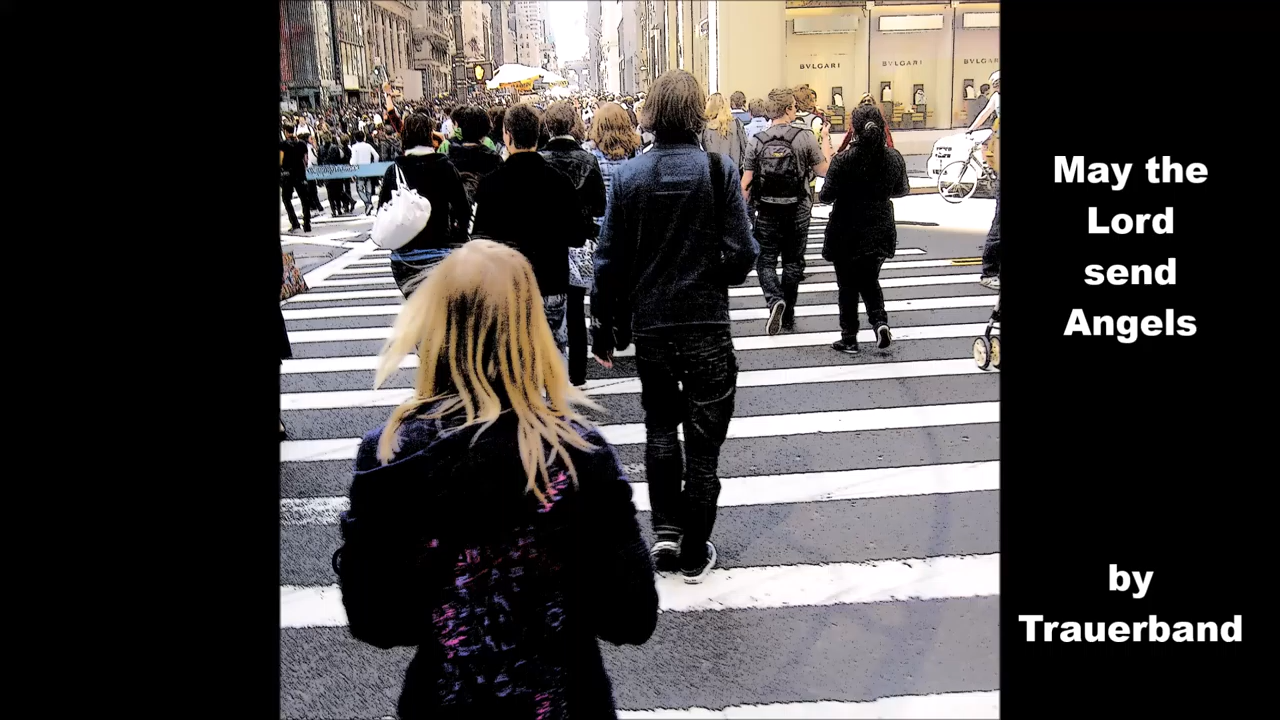 BVLGARI BVLGARI BVLGARI
May the
Lord
send
Angels
by
Trauerband